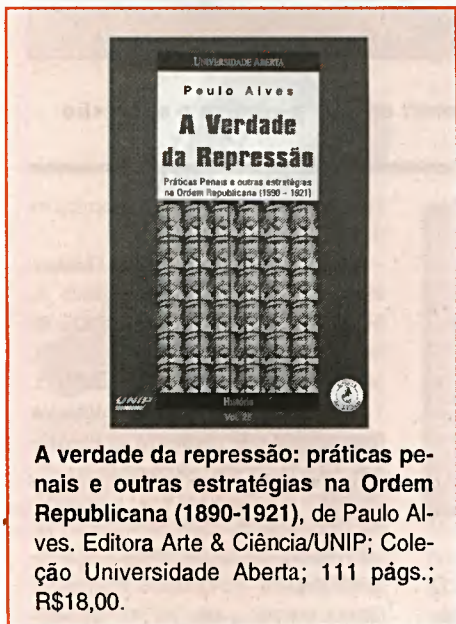 UNIVERSIDADE ABERTA
Paulo Alves
A Verdade
da Repressão
Práticas Penais e outras estratégias
na Ordem Republicana (1890 - 1921)
UNIP
História
Vol. 28
A verdade da repressão: práticas pe-
nais e outras estratégias na Ordem
Republicana (1890-1921), de Paulo Al-
ves. Editora Arte & Ciência/UNIP; Cole-
ção Universidade Aberta; 111 págs.;
R$18,00.